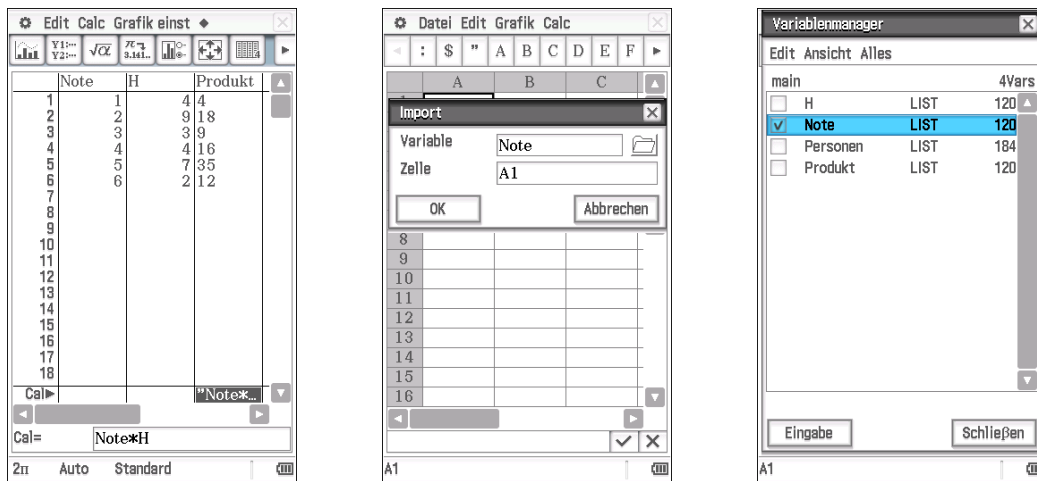 Edit Calc Grafik einst ◆
Y1:··· Y2:··· √α
Note H Produkt
1 1 4 4
2 2 9 18
3 3 3 9
4 4 4 16
5 5 7 35
6 6 2 12
7
8
9
10
11
12
13
14
15
16
17
18
Cal▶ "Note*…
Cal= Note*H
2π Auto Standard
Datei Edit Grafik Calc
: $ " A B C D E F
A B C
Import
Variable Note
Zelle A1
OK Abbrechen
8
9
10
11
12
13
14
15
16
A1
Variablenmanager
Edit Ansicht Alles
main 4Vars
H LIST 120
Note LIST 120
Personen LIST 184
Produkt LIST 120
Eingabe Schließen
A1